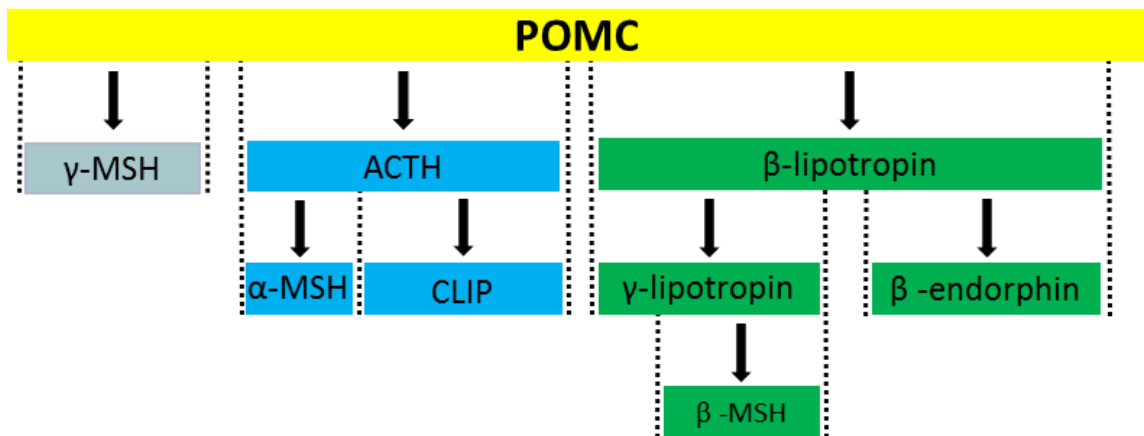 POMC
γ-MSH
ACTH
β-lipotropin
α-MSH
CLIP
γ-lipotropin
β -endorphin
β -MSH